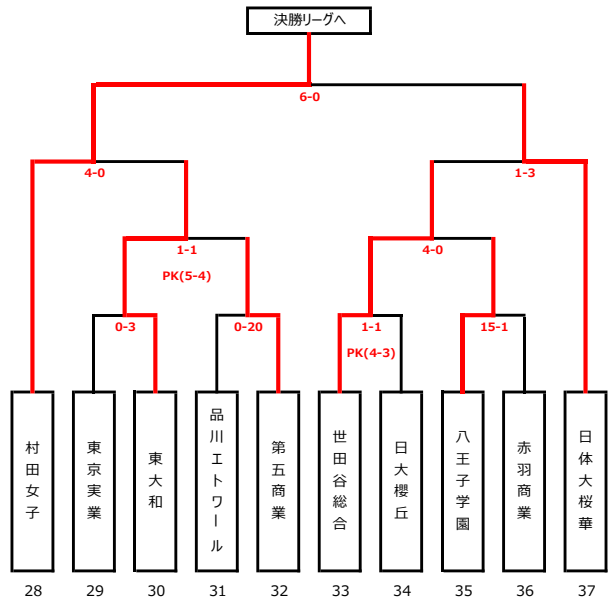 決勝リーグへ
6-0
4-0
1-3
1-1
PK(5-4)
4-0
0-3
0-20
1-1
PK(4-3)
15-1
村田女子
東京実業
東大和
品川エトワール
第五商業
世田谷総合
日大櫻丘
八王子学園
赤羽商業
日体大桜華
28
29
30
31
32
33
34
35
36
37